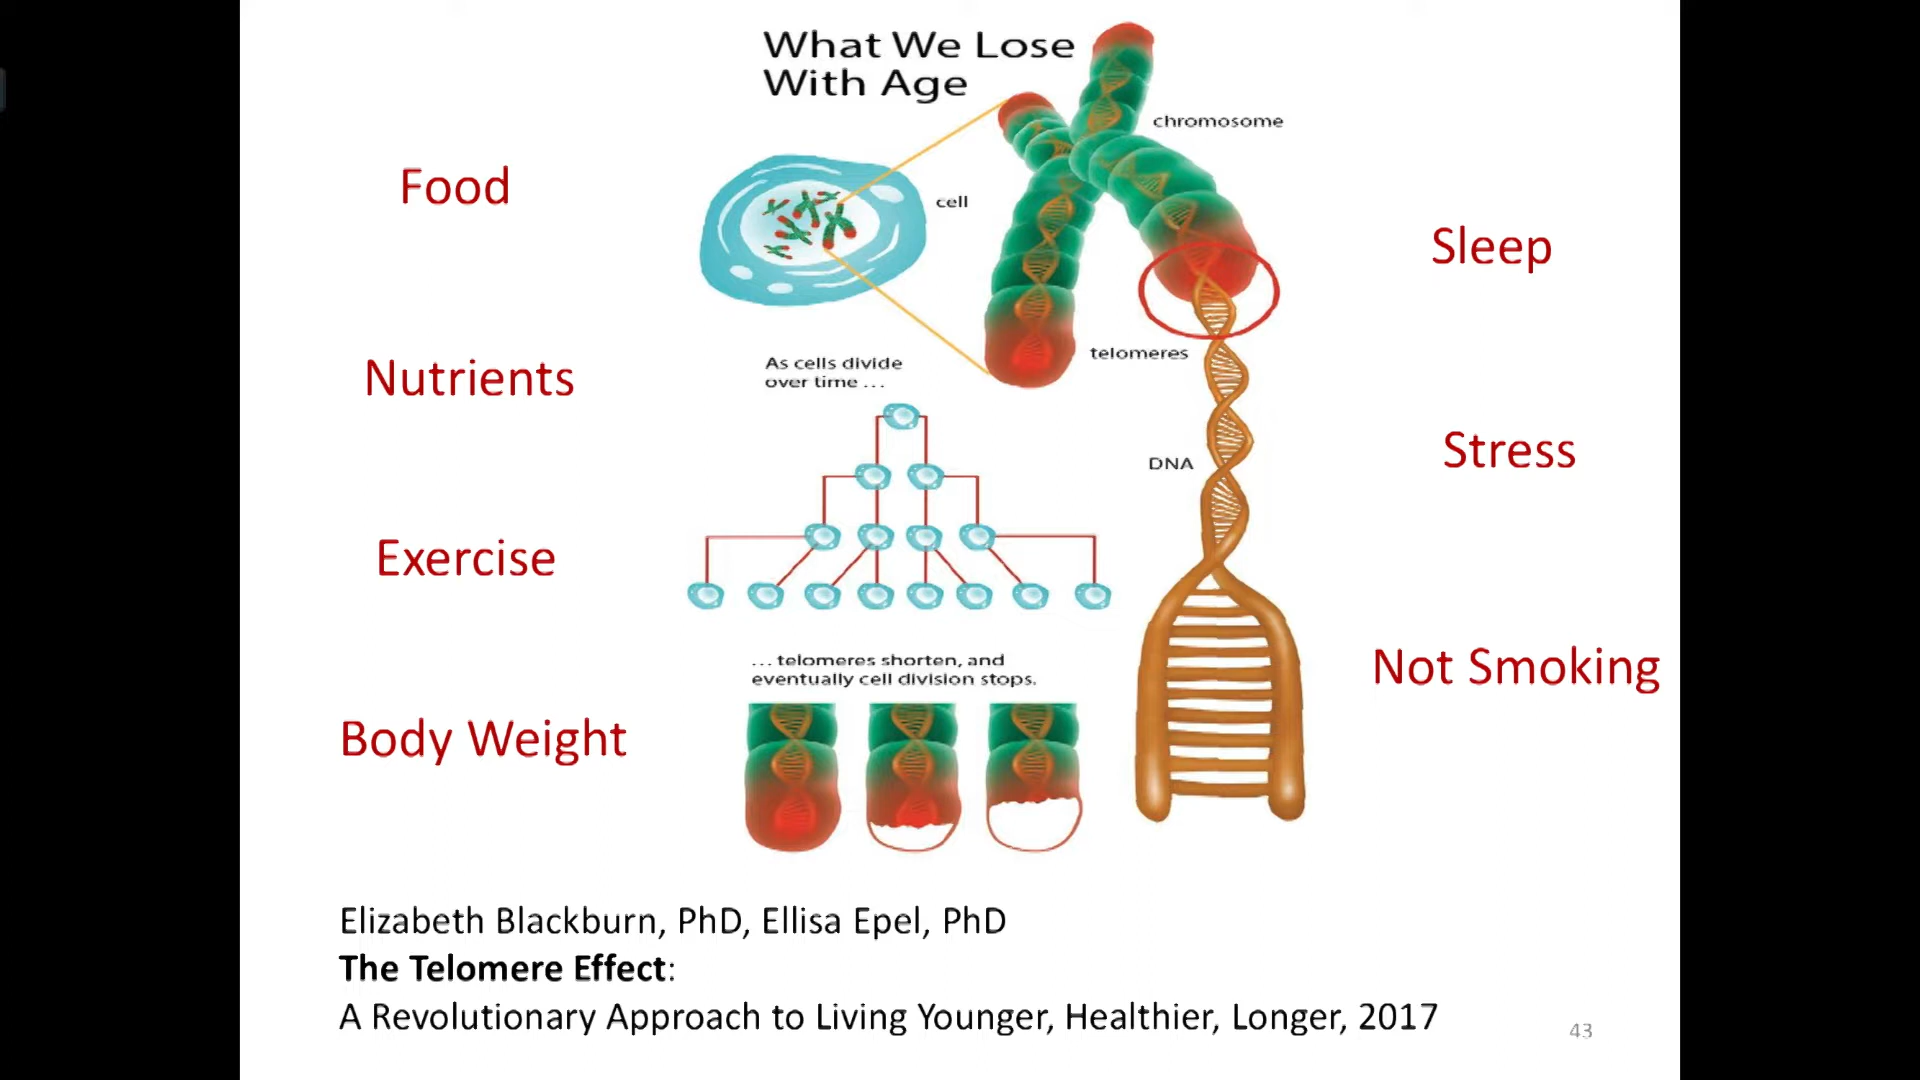 What We Lose
With Age
chromosome
Food
cell
Sleep
telomeres
As cells divide
over time ...
Nutrients
Stress
DNA
Exercise
... telomeres shorten, and
eventually cell division stops.
Not Smoking
Body Weight
Elizabeth Blackburn, PhD, Ellisa Epel, PhD
The Telomere Effect:
A Revolutionary Approach to Living Younger, Healthier, Longer, 2017
43